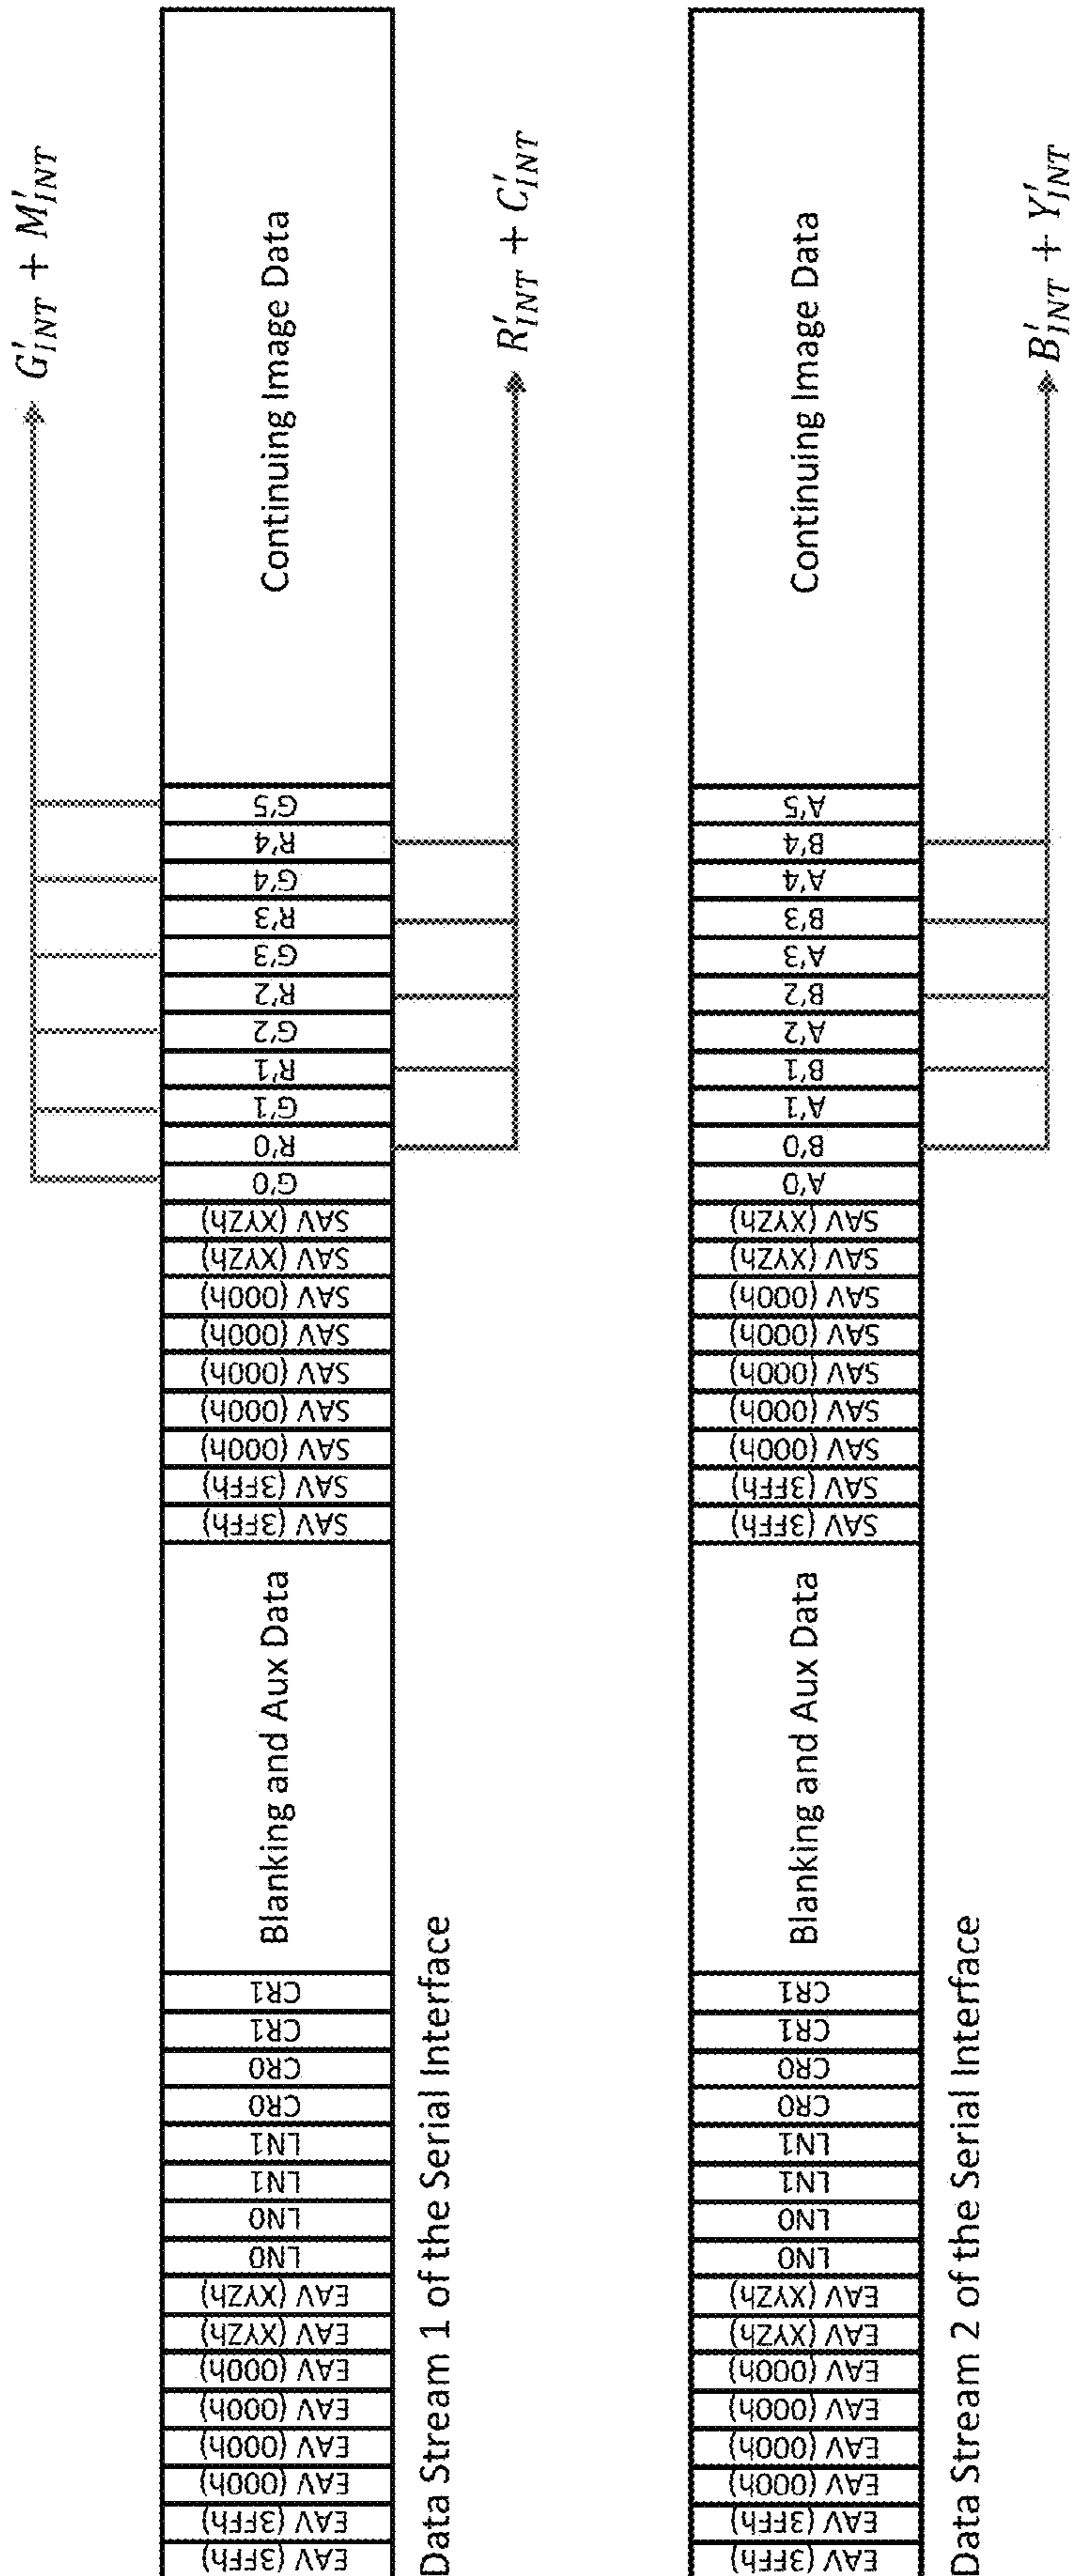 G'INT + M'INT
EAV (3FFh)
EAV (3FFh)
EAV (000h)
EAV (000h)
EAV (000h)
EAV (000h)
EAV (XYZh)
EAV (XYZh)
LN0
LN0
LN1
LN1
CR0
CR0
CR1
CR1
Blanking and Aux Data
SAV (3FFh)
SAV (3FFh)
SAV (000h)
SAV (000h)
SAV (000h)
SAV (000h)
SAV (000h)
SAV (XYZh)
SAV (XYZh)
G'0
R'0
G'1
R'1
G'2
R'2
G'3
R'3
G'4
R'4
G'5
Continuing Image Data
Data Stream 1 of the Serial Interface
R'INT + C'INT
EAV (3FFh)
EAV (3FFh)
EAV (000h)
EAV (000h)
EAV (000h)
EAV (000h)
EAV (XYZh)
EAV (XYZh)
LN0
LN0
LN1
LN1
CR0
CR0
CR1
CR1
Blanking and Aux Data
SAV (3FFh)
SAV (3FFh)
SAV (000h)
SAV (000h)
SAV (000h)
SAV (000h)
SAV (000h)
SAV (XYZh)
SAV (XYZh)
A'0
B'0
A'1
B'1
A'2
B'2
A'3
B'3
A'4
B'4
A'5
Continuing Image Data
Data Stream 2 of the Serial Interface
B'INT + Y'INT